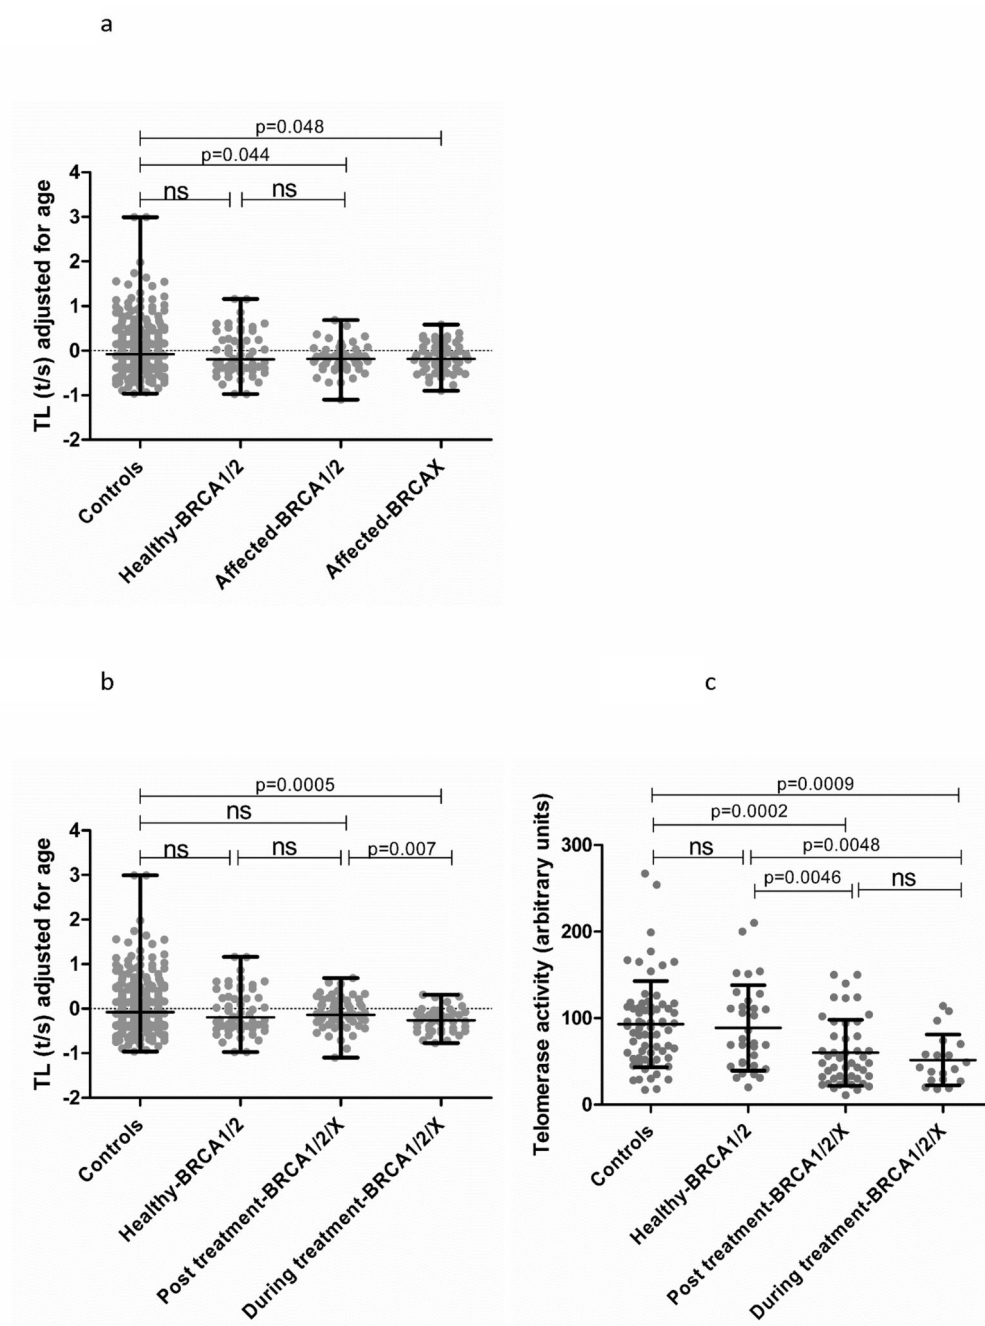 a
p=0.048
p=0.044
ns ns
4
3
2
1
0
-1
-2
TL (t/s) adjusted for age
Controls
Healthy-BRCA1/2
Affected-BRCA1/2
Affected-BRCAX
b
p=0.0005
ns
ns ns p=0.007
4
3
2
1
0
-1
-2
TL (t/s) adjusted for age
Controls
Healthy-BRCA1/2
Post treatment-BRCA1/2/X
During treatment-BRCA1/2/X
c
p=0.0009
p=0.0002
ns p=0.0048
p=0.0046 ns
300
200
100
0
Telomerase activity (arbitrary units)
Controls
Healthy-BRCA1/2
Post treatment-BRCA1/2/X
During treatment-BRCA1/2/X